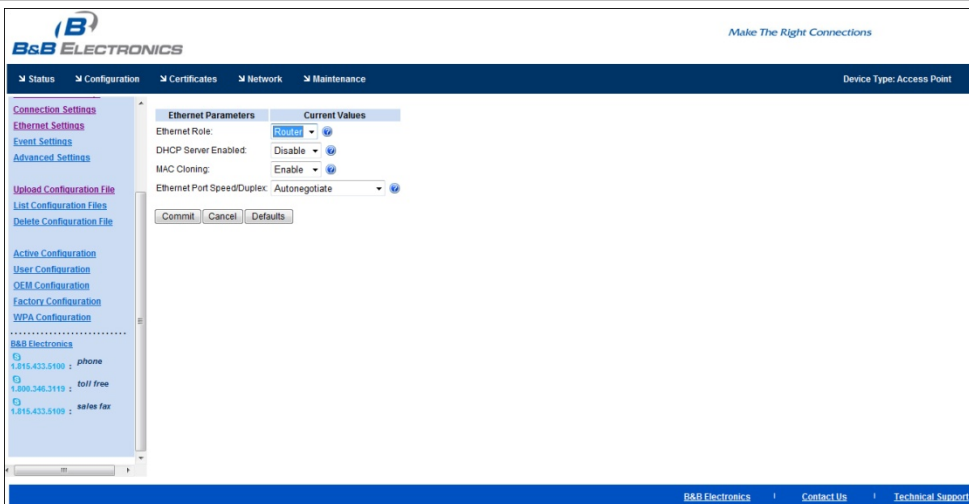 B
B&B ELECTRONICS
Make The Right Connections
Status Configuration Certificates Network Maintenance Device Type: Access Point
Connection Settings
Ethernet Settings
Event Settings
Advanced Settings
Upload Configuration File
List Configuration Files
Delete Configuration File
Active Configuration
User Configuration
OEM Configuration
Factory Configuration
WPA Configuration
B&B Electronics
1.815.433.5100 : phone
1.800.346.3119 : toll free
1.815.433.5109 : sales fax
Ethernet Parameters Current Values
Ethernet Role: Router
DHCP Server Enabled: Disable
MAC Cloning: Enable
Ethernet Port Speed/Duplex: Autonegotiate
Commit Cancel Defaults
B&B Electronics | Contact Us | Technical Support